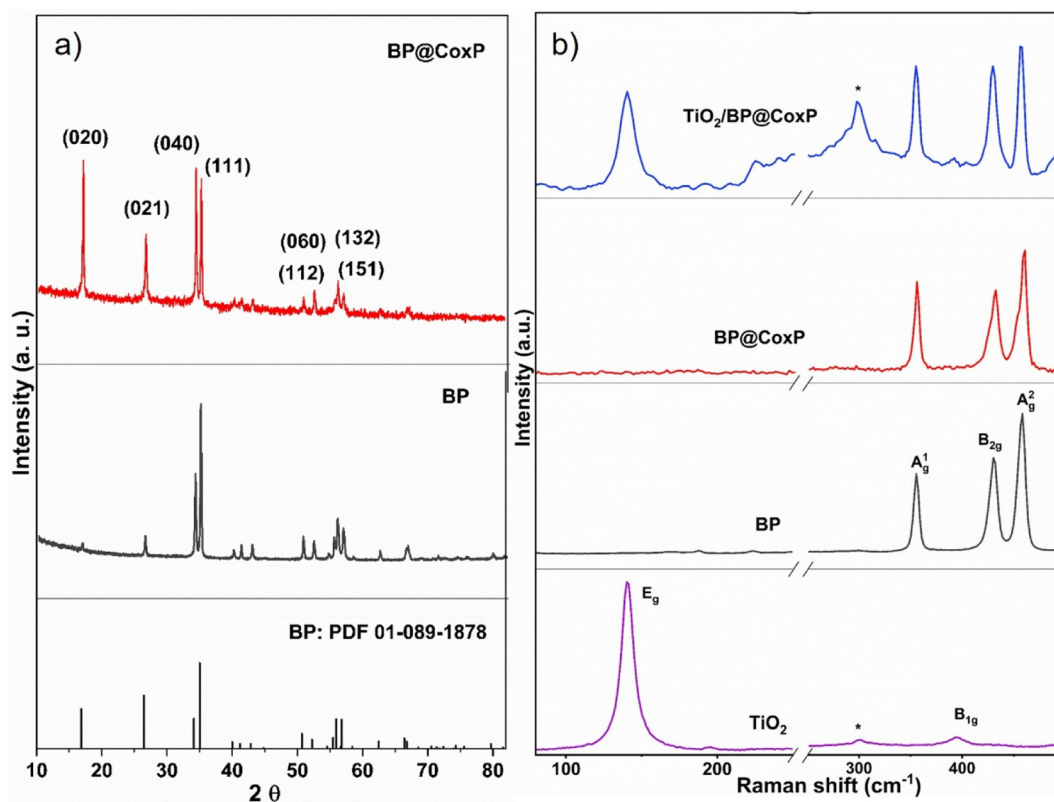 a)
BP@CoxP
(020)
(040)
(111)
(021)
(060)
(132)
(112)
(151)
BP
BP: PDF 01-089-1878
Intensity (a. u.)
10 20 30 40 50 60 70 80
2 θ
b)
*
TiO₂/BP@CoxP
BP@CoxP
A²g
B₂g
A¹g
BP
Eg
TiO₂
*
B₁g
Intensity (a.u.)
100 200 300 400
Raman shift (cm⁻¹)